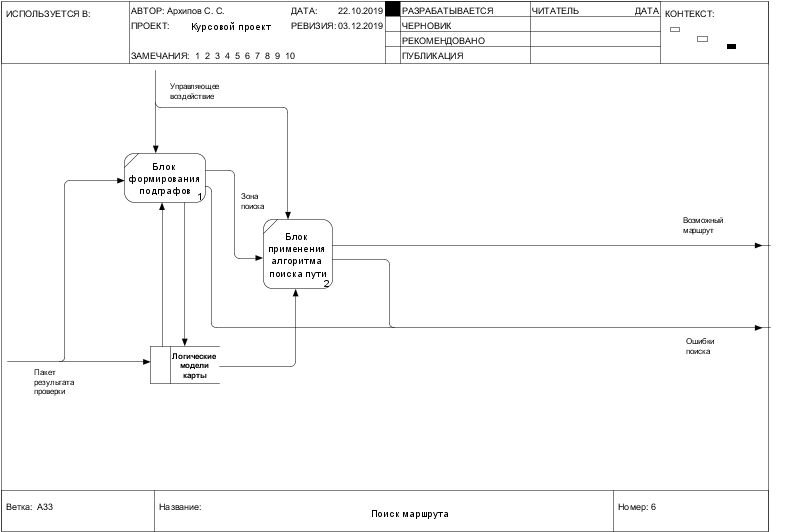 ИСПОЛЬЗУЕТСЯ В:
АВТОР: Архипов С. С.
ДАТА: 22.10.2019
ПРОЕКТ: Курсовой проект
РЕВИЗИЯ: 03.12.2019
ЗАМЕЧАНИЯ: 1 2 3 4 5 6 7 8 9 10
РАЗРАБАТЫВАЕТСЯ
ЧЕРНОВИК
РЕКОМЕНДОВАНО
ПУБЛИКАЦИЯ
ЧИТАТЕЛЬ
ДАТА
КОНТЕКСТ:
Управляющее
воздействие
Блок
формирования
подграфов
1
Зона
поиска
Блок
применения
алгоритма
поиска пути
2
Возможный
маршрут
Ошибки
поиска
Логические
модели
карты
Пакет
результата
проверки
Ветка: A33
Название:
Поиск маршрута
Номер: 6